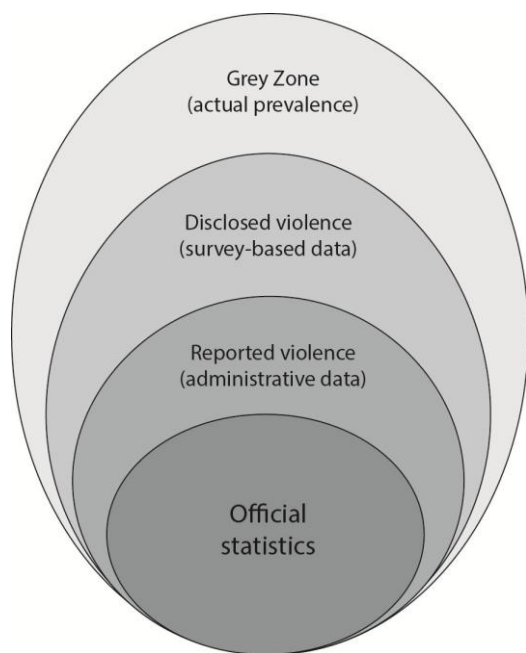 Grey Zone
(actual prevalence)
Disclosed violence
(survey-based data)
Reported violence
(administrative data)
Official
statistics